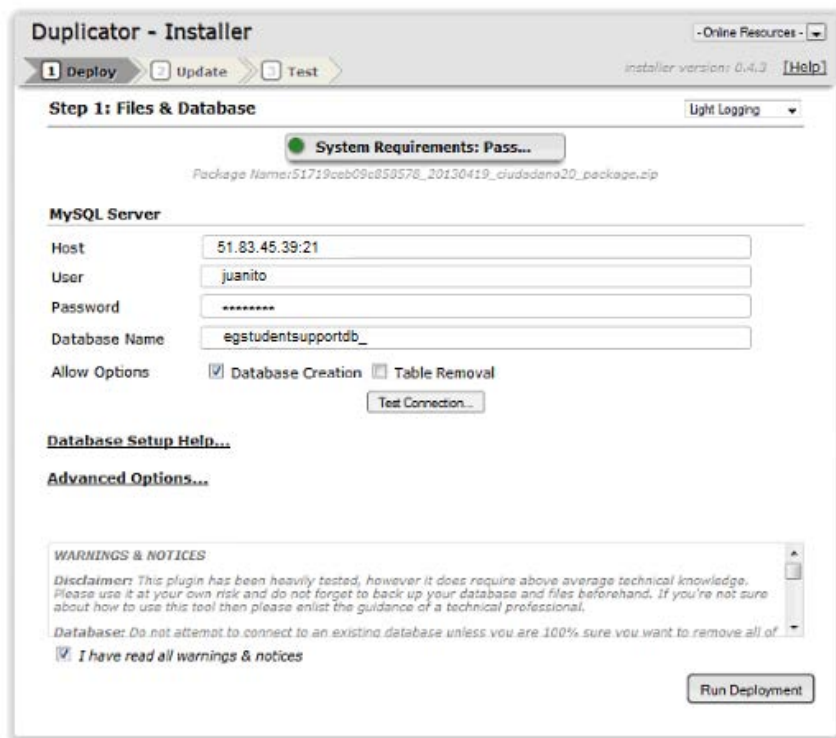 Duplicator - Installer
- Online Resources -
1 Deploy 2 Update 3 Test
installer version: 0.4.3 [Help]
Step 1: Files & Database
Light Logging
System Requirements: Pass...
Package Name:51719ceb09c858578_20130419_ciudadano20_package.zip
MySQL Server
Host 51.83.45.39:21
User juanito
Password ••••••••
Database Name egstudentsupportdb_
Allow Options Database Creation Table Removal
Test Connection...
Database Setup Help...
Advanced Options...
WARNINGS & NOTICES
Disclaimer: This plugin has been heavily tested, however it does require above average technical knowledge.
Please use it at your own risk and do not forget to back up your database and files beforehand. If you're not sure
about how to use this tool then please enlist the guidance of a technical professional.
Database: Do not attempt to connect to an existing database unless you are 100% sure you want to remove all of
I have read all warnings & notices
Run Deployment